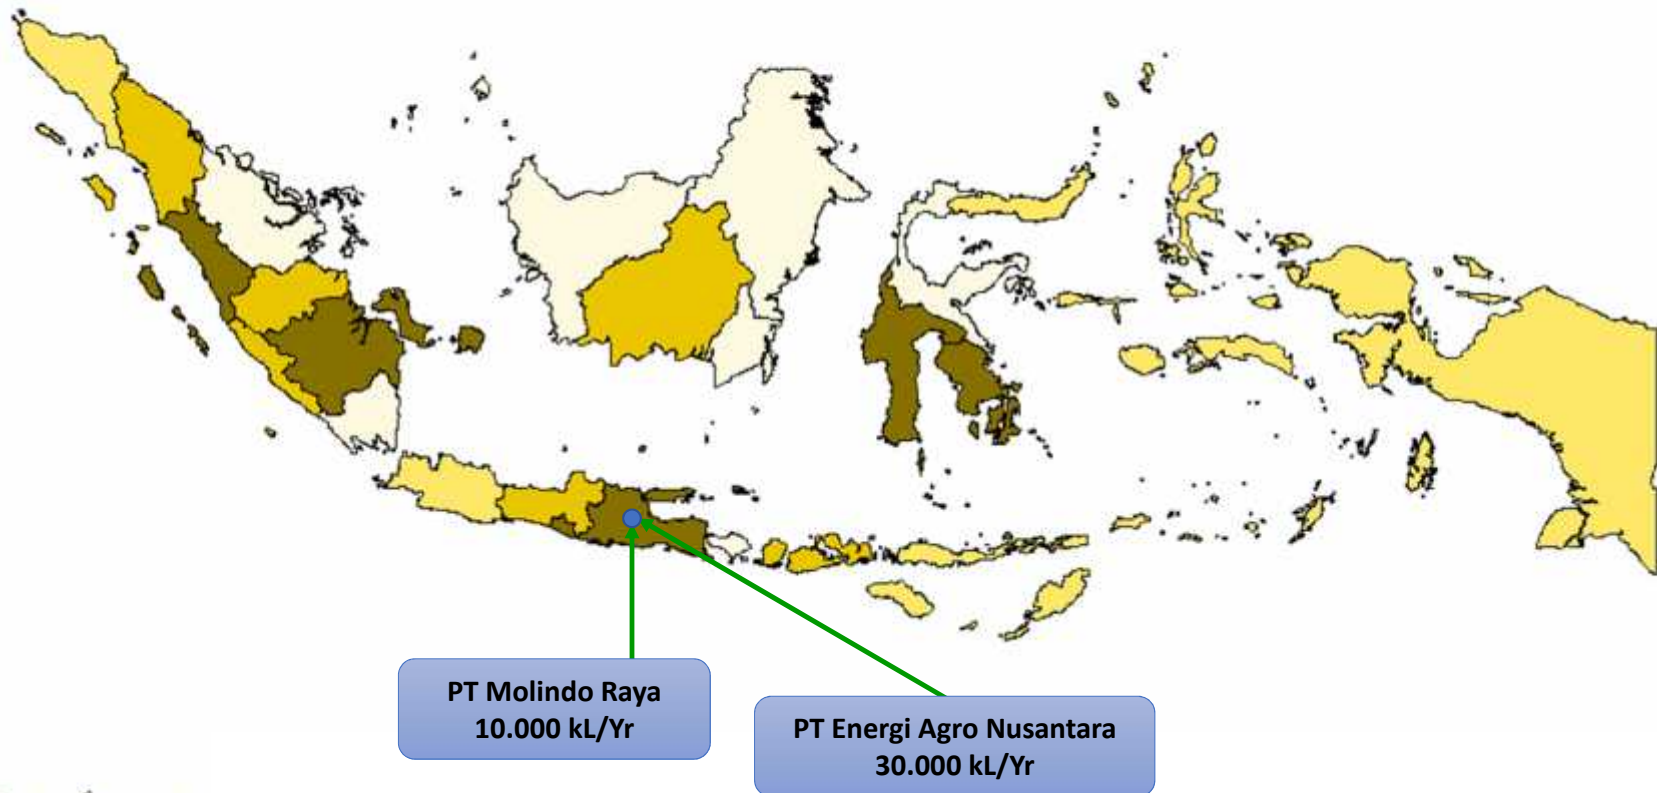 PT Molindo Raya
10.000 kL/Yr
PT Energi Agro Nusantara
30.000 kL/Yr